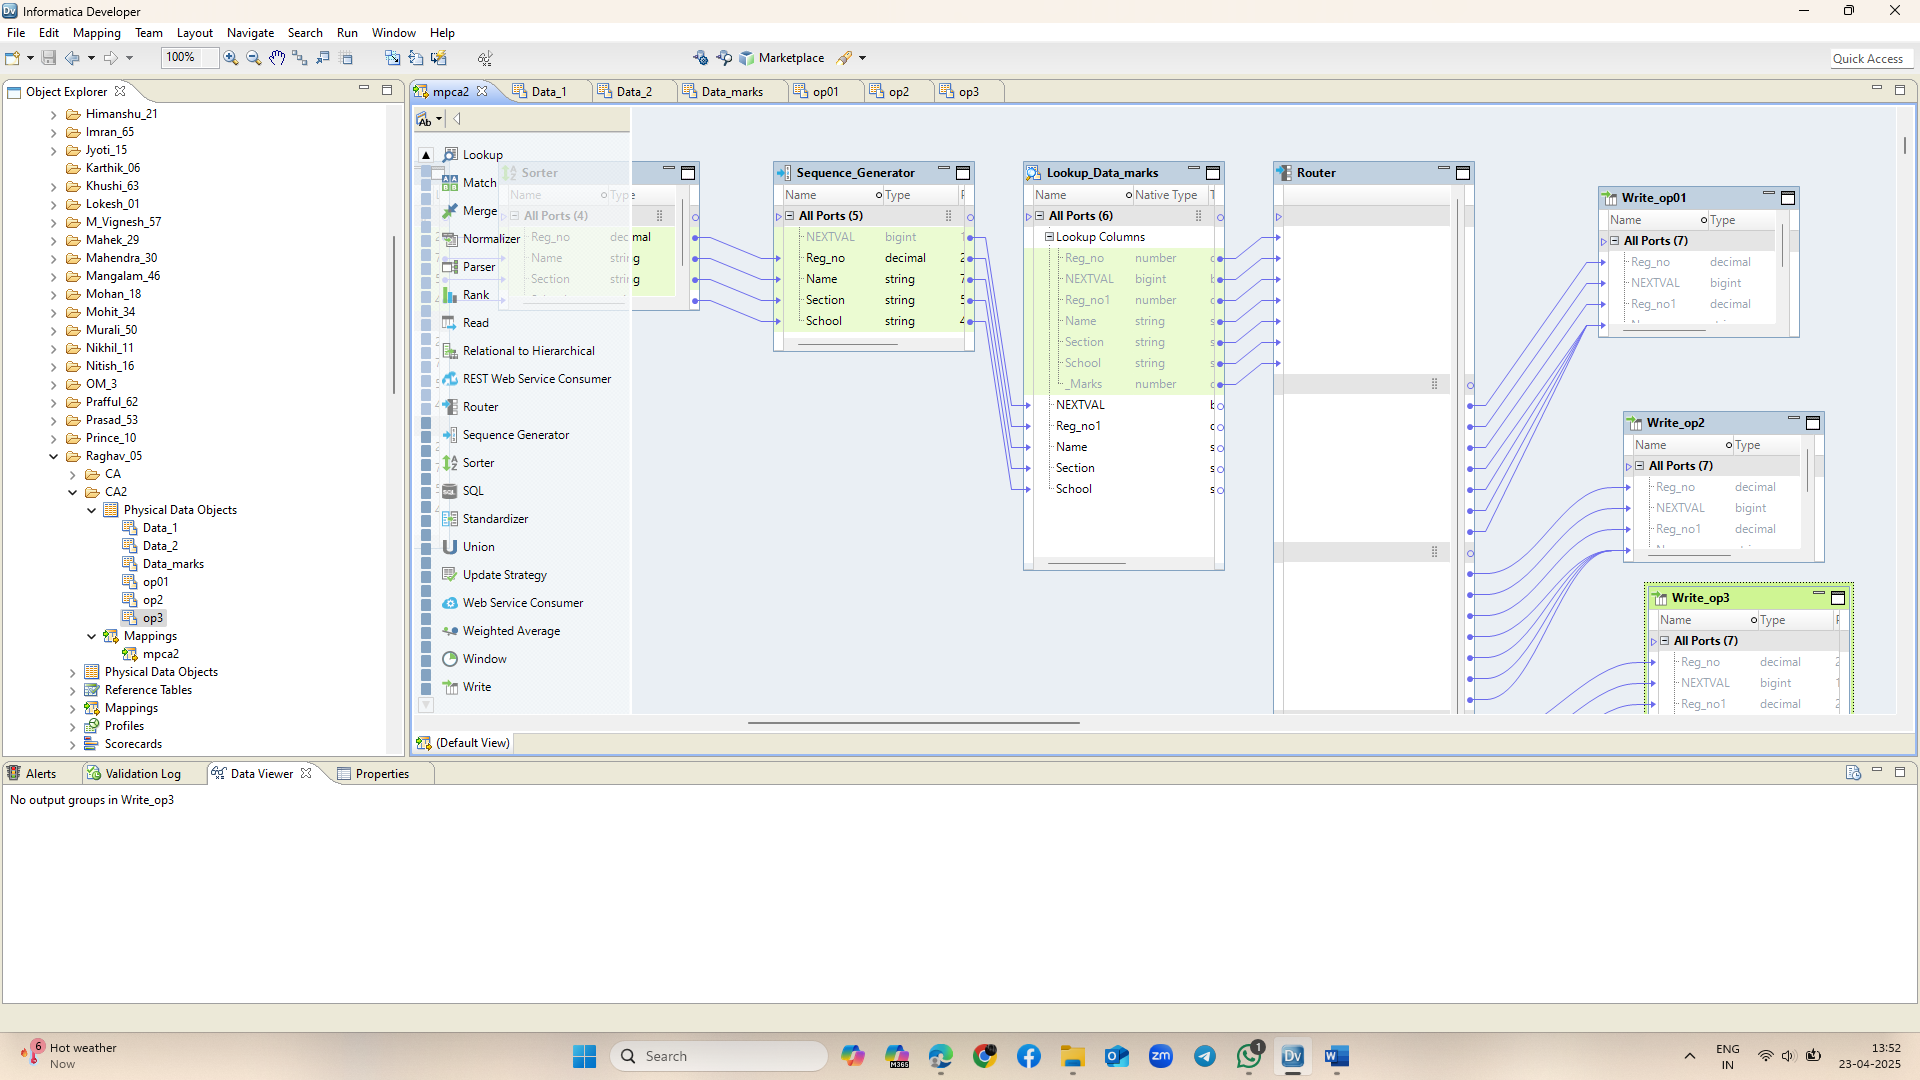 Informatica Developer
File Edit Mapping Team Layout Navigate Search Run Window Help
100% Marketplace Quick Access
Object Explorer
Himanshu_21
Imran_65
Jyoti_15
Karthik_06
Khushi_63
Lokesh_01
M_Vignesh_57
Mahek_29
Mahendra_30
Mangalam_46
Mohan_18
Mohit_34
Murali_50
Nikhil_11
Nitish_16
OM_3
Prafful_62
Prasad_53
Prince_10
Raghav_05
CA
CA2
Physical Data Objects
Data_1
Data_2
Data_marks
op01
op2
op3
Mappings
mpca2
Physical Data Objects
Reference Tables
Mappings
Profiles
Scorecards
mpca2 Data_1 Data_2 Data_marks op01 op2 op3
Ab
Lookup
Match
Merge
Normalizer
Parser
Rank
Read
Relational to Hierarchical
REST Web Service Consumer
Router
Sequence Generator
Sorter
SQL
Standardizer
Union
Update Strategy
Web Service Consumer
Weighted Average
Window
Write
Sorter
Name Type
All Ports (4)
Reg_no decimal
Name string
Section string
Sequence_Generator
Name Type
All Ports (5)
NEXTVAL bigint
Reg_no decimal
Name string
Section string
School string
Lookup_Data_marks
Name Native Type
All Ports (6)
Lookup Columns
Reg_no number
NEXTVAL bigint
Reg_no1 number
Name string
Section string
School string
_Marks number
NEXTVAL
Reg_no1
Name
Section
School
Router
Write_op01
Name Type
All Ports (7)
Reg_no decimal
NEXTVAL bigint
Reg_no1 decimal
Write_op2
Name Type
All Ports (7)
Reg_no decimal
NEXTVAL bigint
Reg_no1 decimal
Write_op3
Name Type
All Ports (7)
Reg_no decimal
NEXTVAL bigint
Reg_no1 decimal
(Default View)
Alerts Validation Log Data Viewer Properties
No output groups in Write_op3
6
Hot weather
Now
Search
M365
zm
1
Dv
W
ENG
IN
13:52
23-04-2025